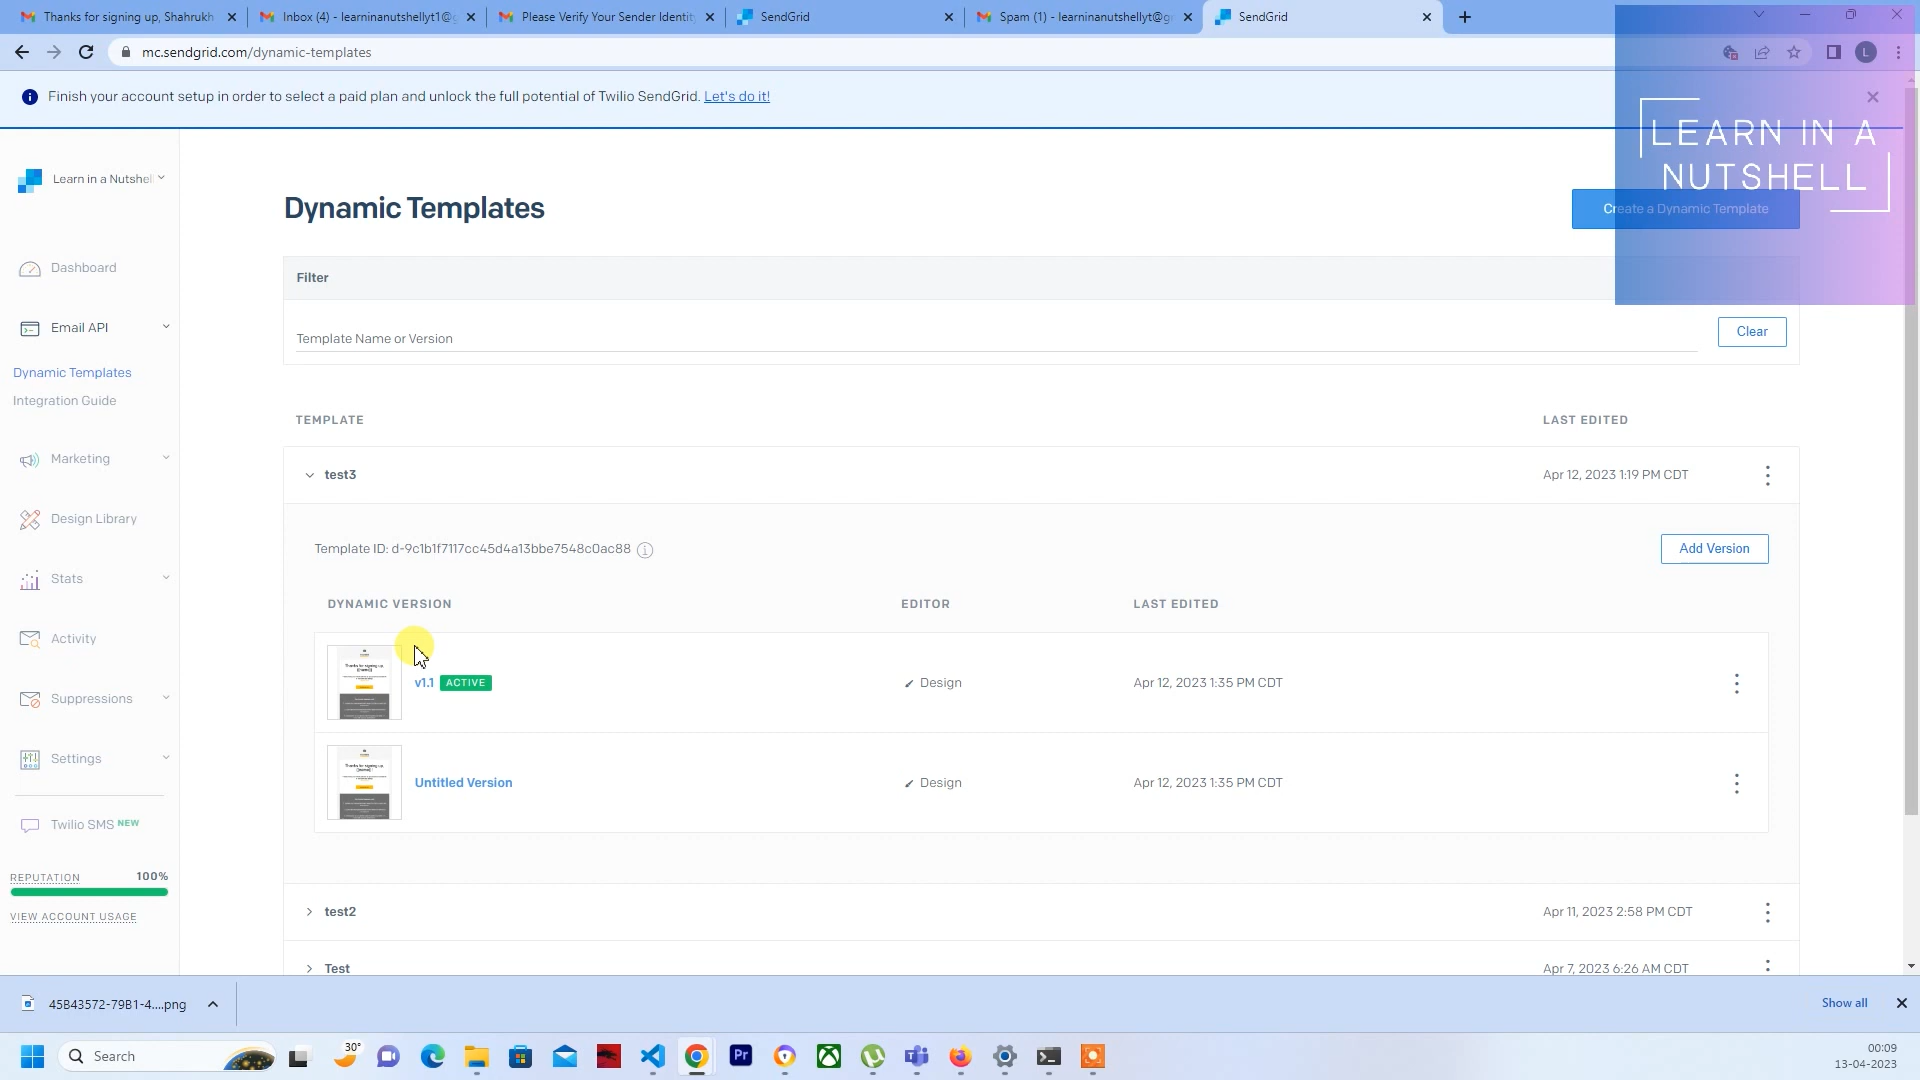 Thanks for signing up, Shahrukh
Inbox (4) - learninanutshellyt1@g
Please Verify Your Sender Identit
SendGrid
Spam (1) - learninanutshellyt@g
SendGrid
mc.sendgrid.com/dynamic-templates
L
Finish your account setup in order to select a paid plan and unlock the full potential of Twilio SendGrid. Let's do it!
LEARN IN A
NUTSHELL
Learn in a Nutshel
Dynamic Templates
Create a Dynamic Template
Dashboard
Filter
Email API
Template Name or Version
Clear
Dynamic Templates
Integration Guide
TEMPLATE
LAST EDITED
Marketing
test3
Apr 12, 2023 1:19 PM CDT
Design Library
Template ID: d-9c1b1f7117cc45d4a13bbe7548c0ac88
Add Version
Stats
DYNAMIC VERSION
EDITOR
LAST EDITED
Activity
v1.1 ACTIVE
Design
Apr 12, 2023 1:35 PM CDT
Suppressions
Settings
Untitled Version
Design
Apr 12, 2023 1:35 PM CDT
Twilio SMS NEW
REPUTATION 100%
VIEW ACCOUNT USAGE
test2
Apr 11, 2023 2:58 PM CDT
Test
Apr 7, 2023 6:26 AM CDT
45B43572-79B1-4....png
Show all
Search
30°
Pr
00:09
13-04-2023